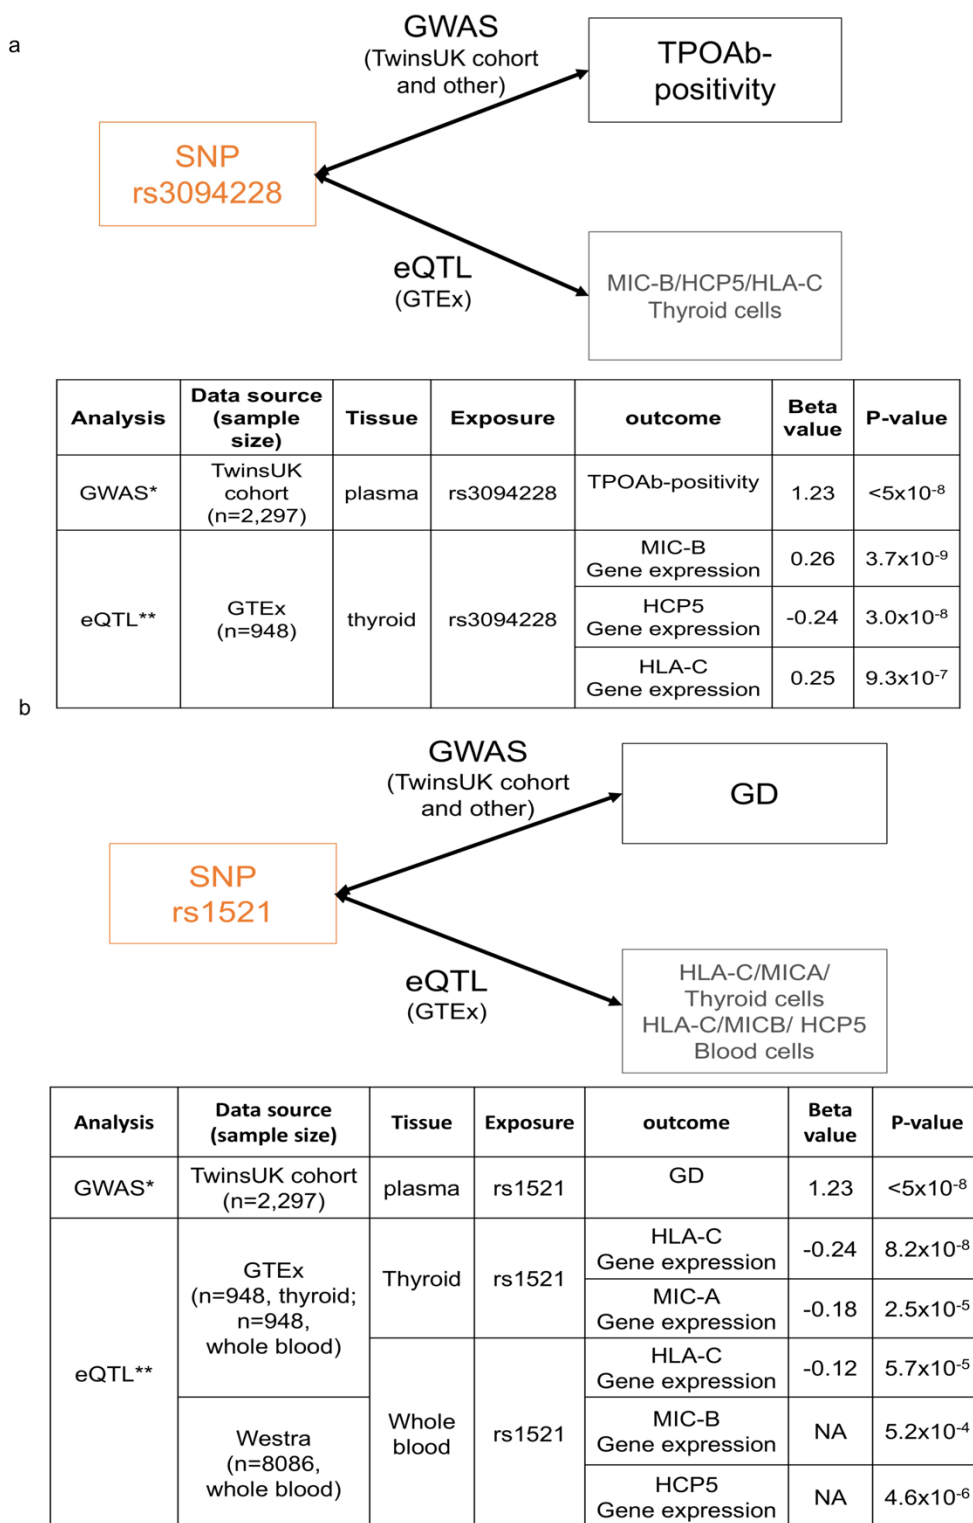 a
GWAS
(TwinsUK cohort
and other)
TPOAb-
positivity
SNP
rs3094228
eQTL
(GTEx)
MIC-B/HCP5/HLA-C
Thyroid cells
Analysis
Data source
(sample
size)
Tissue
Exposure
outcome
Beta
value
P-value
GWAS*
TwinsUK
cohort
(n=2,297)
plasma
rs3094228
TPOAb-positivity
1.23
<5x10⁻⁸
eQTL**
GTEx
(n=948)
thyroid
rs3094228
MIC-B
Gene expression
0.26
3.7x10⁻⁹
HCP5
Gene expression
-0.24
3.0x10⁻⁸
HLA-C
Gene expression
0.25
9.3x10⁻⁷
b
GWAS
(TwinsUK cohort
and other)
GD
SNP
rs1521
eQTL
(GTEx)
HLA-C/MICA/
Thyroid cells
HLA-C/MICB/ HCP5
Blood cells
Analysis
Data source
(sample size)
Tissue
Exposure
outcome
Beta
value
P-value
GWAS*
TwinsUK cohort
(n=2,297)
plasma
rs1521
GD
1.23
<5x10⁻⁸
eQTL**
GTEx
(n=948, thyroid;
n=948,
whole blood)
Thyroid
rs1521
HLA-C
Gene expression
-0.24
8.2x10⁻⁸
MIC-A
Gene expression
-0.18
2.5x10⁻⁵
Westra
(n=8086,
whole blood)
Whole
blood
rs1521
HLA-C
Gene expression
-0.12
5.7x10⁻⁵
MIC-B
Gene expression
NA
5.2x10⁻⁴
HCP5
Gene expression
NA
4.6x10⁻⁶